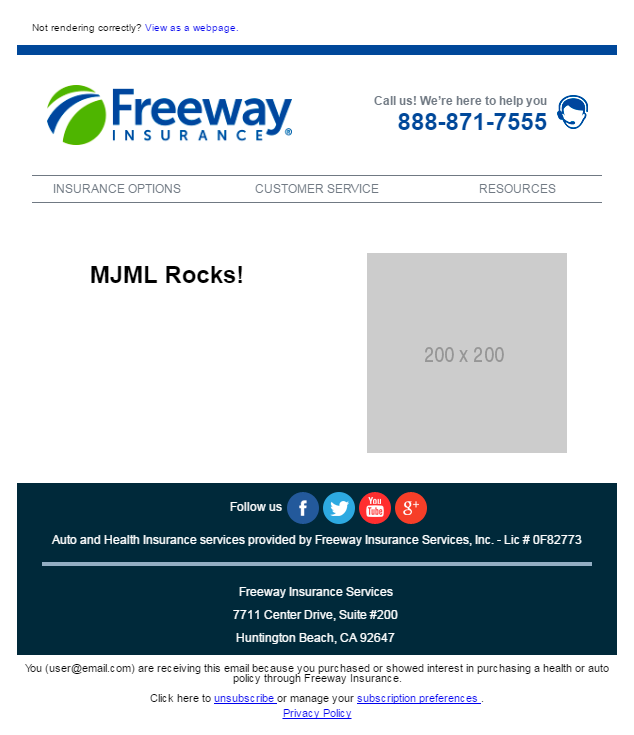 Not rendering correctly? View as a webpage.
Freeway
INSURANCE®
Call us! We're here to help you
888-871-7555
INSURANCE OPTIONS CUSTOMER SERVICE RESOURCES
MJML Rocks!
200 x 200
Follow us f You Tube g+
Auto and Health Insurance services provided by Freeway Insurance Services, Inc. - Lic # 0F82773
Freeway Insurance Services
7711 Center Drive, Suite #200
Huntington Beach, CA 92647
You (user@email.com) are receiving this email because you purchased or showed interest in purchasing a health or auto
policy through Freeway Insurance.
Click here to unsubscribe or manage your subscription preferences .
Privacy Policy